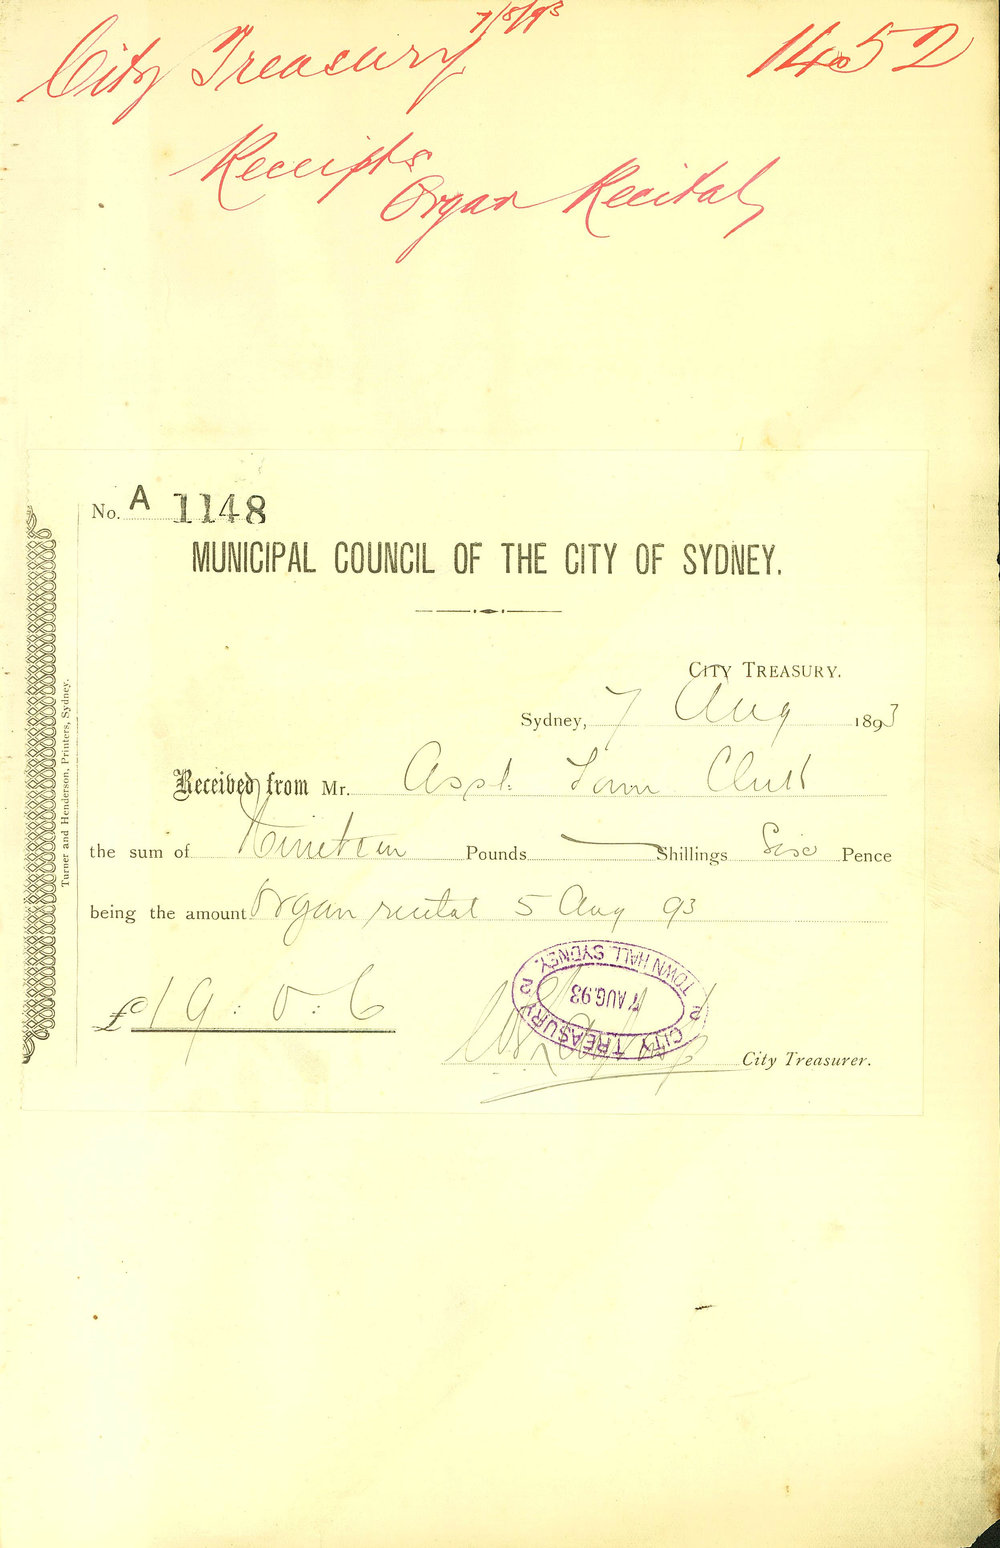 7/8/93
City Treasury
1452
Receipts
Organ Recital
No. A 1148
MUNICIPAL COUNCIL OF THE CITY OF SYDNEY.
CITY TREASURY.
Sydney, 7 Aug 1893
Received from Mr. Asst. Town Clerk
the sum of Nineteen Pounds — Shillings Six Pence
being the amount Organ recital 5 Aug 93
£19:0:6
TOWN HALL SYDNEY.
2 7 AUG.93 2
CITY TREASURY
City Treasurer.
Turner and Henderson, Printers, Sydney.